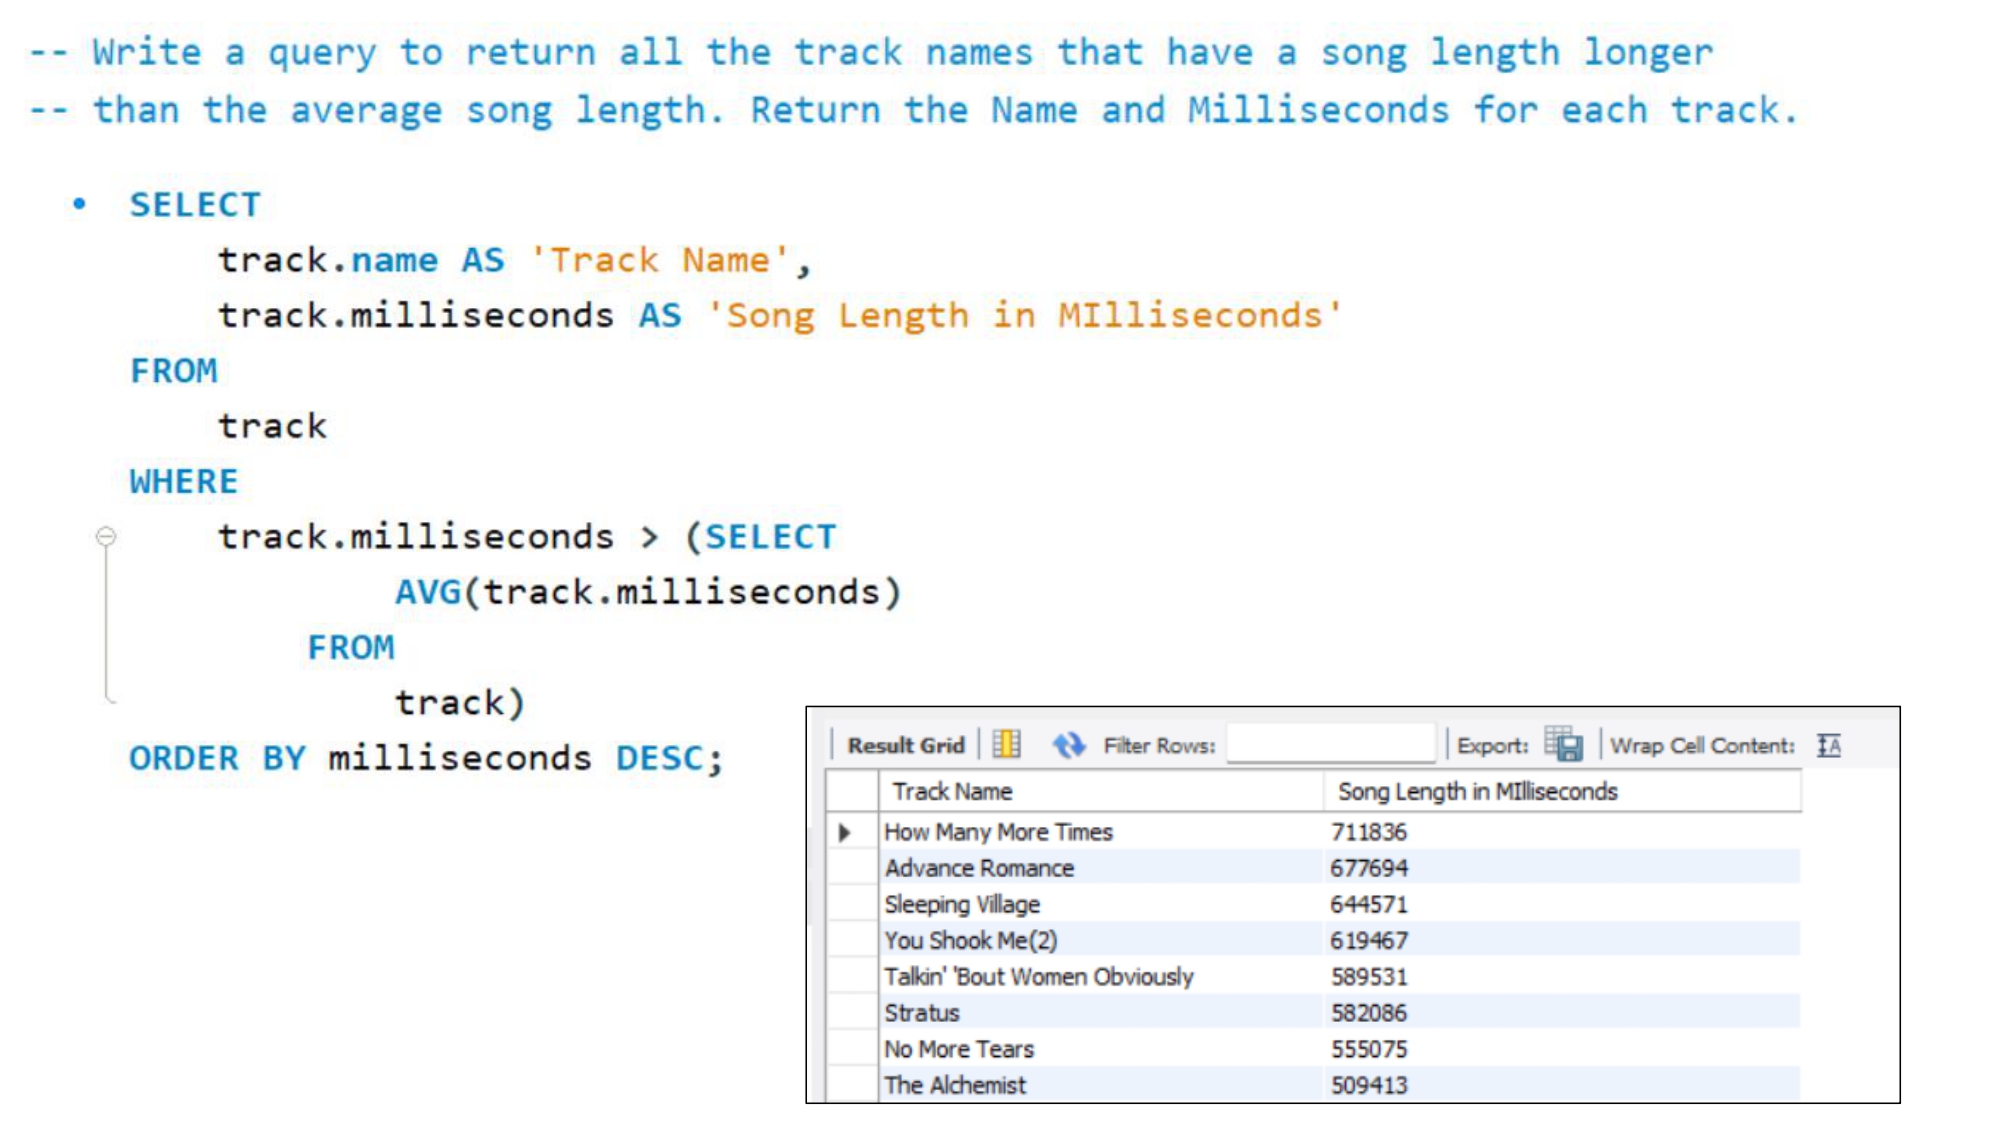 -- Write a query to return all the track names that have a song length longer
-- than the average song length. Return the Name and Milliseconds for each track.
• SELECT
track.name AS 'Track Name',
track.milliseconds AS 'Song Length in MIlliseconds'
FROM
track
WHERE
track.milliseconds > (SELECT
AVG(track.milliseconds)
FROM
track)
ORDER BY milliseconds DESC;
Result Grid Filter Rows: Export: Wrap Cell Content: IA
Track Name Song Length in MIlliseconds
How Many More Times 711836
Advance Romance 677694
Sleeping Village 644571
You Shook Me(2) 619467
Talkin' 'Bout Women Obviously 589531
Stratus 582086
No More Tears 555075
The Alchemist 509413